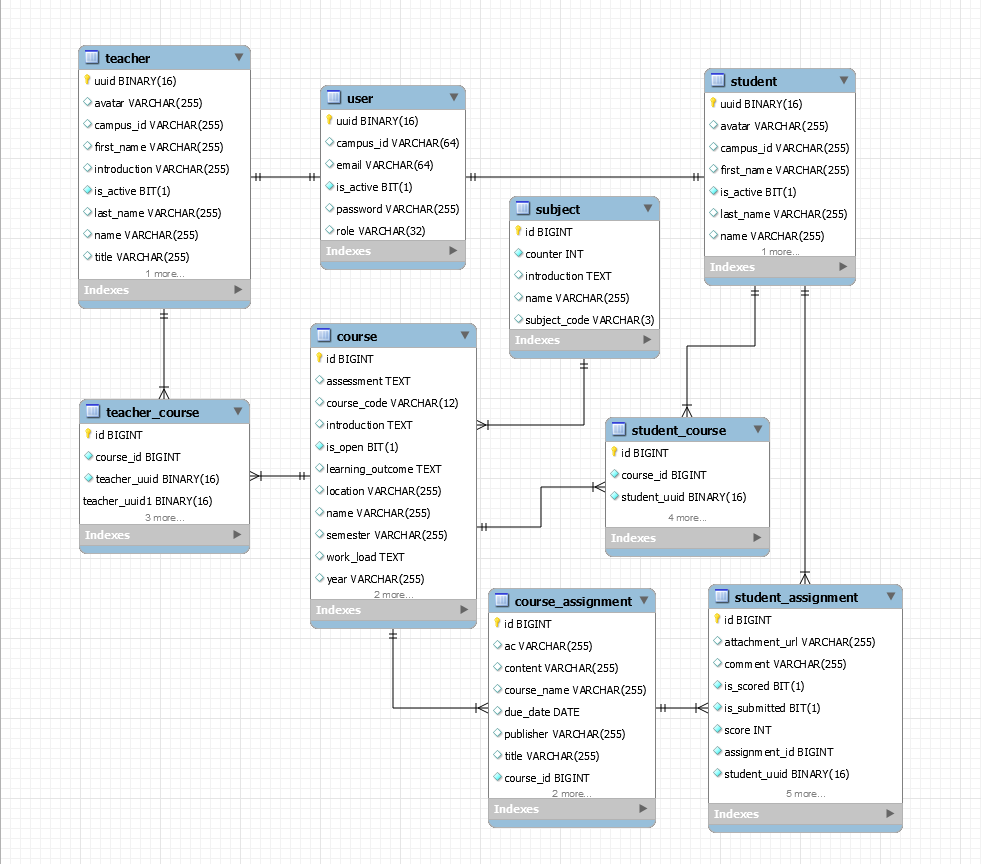 teacher
uuid BINARY(16)
avatar VARCHAR(255)
campus_id VARCHAR(255)
first_name VARCHAR(255)
introduction VARCHAR(255)
is_active BIT(1)
last_name VARCHAR(255)
name VARCHAR(255)
title VARCHAR(255)
1 more...
Indexes
user
uuid BINARY(16)
campus_id VARCHAR(64)
email VARCHAR(64)
is_active BIT(1)
password VARCHAR(255)
role VARCHAR(32)
Indexes
student
uuid BINARY(16)
avatar VARCHAR(255)
campus_id VARCHAR(255)
first_name VARCHAR(255)
is_active BIT(1)
last_name VARCHAR(255)
name VARCHAR(255)
1 more...
Indexes
subject
id BIGINT
counter INT
introduction TEXT
name VARCHAR(255)
subject_code VARCHAR(3)
Indexes
course
id BIGINT
assessment TEXT
course_code VARCHAR(12)
introduction TEXT
is_open BIT(1)
learning_outcome TEXT
location VARCHAR(255)
name VARCHAR(255)
semester VARCHAR(255)
work_load TEXT
year VARCHAR(255)
2 more...
Indexes
teacher_course
id BIGINT
course_id BIGINT
teacher_uuid BINARY(16)
teacher_uuid1 BINARY(16)
3 more...
Indexes
student_course
id BIGINT
course_id BIGINT
student_uuid BINARY(16)
4 more...
Indexes
course_assignment
id BIGINT
ac VARCHAR(255)
content VARCHAR(255)
course_name VARCHAR(255)
due_date DATE
publisher VARCHAR(255)
title VARCHAR(255)
course_id BIGINT
2 more...
Indexes
student_assignment
id BIGINT
attachment_url VARCHAR(255)
comment VARCHAR(255)
is_scored BIT(1)
is_submitted BIT(1)
score INT
assignment_id BIGINT
student_uuid BINARY(16)
5 more...
Indexes